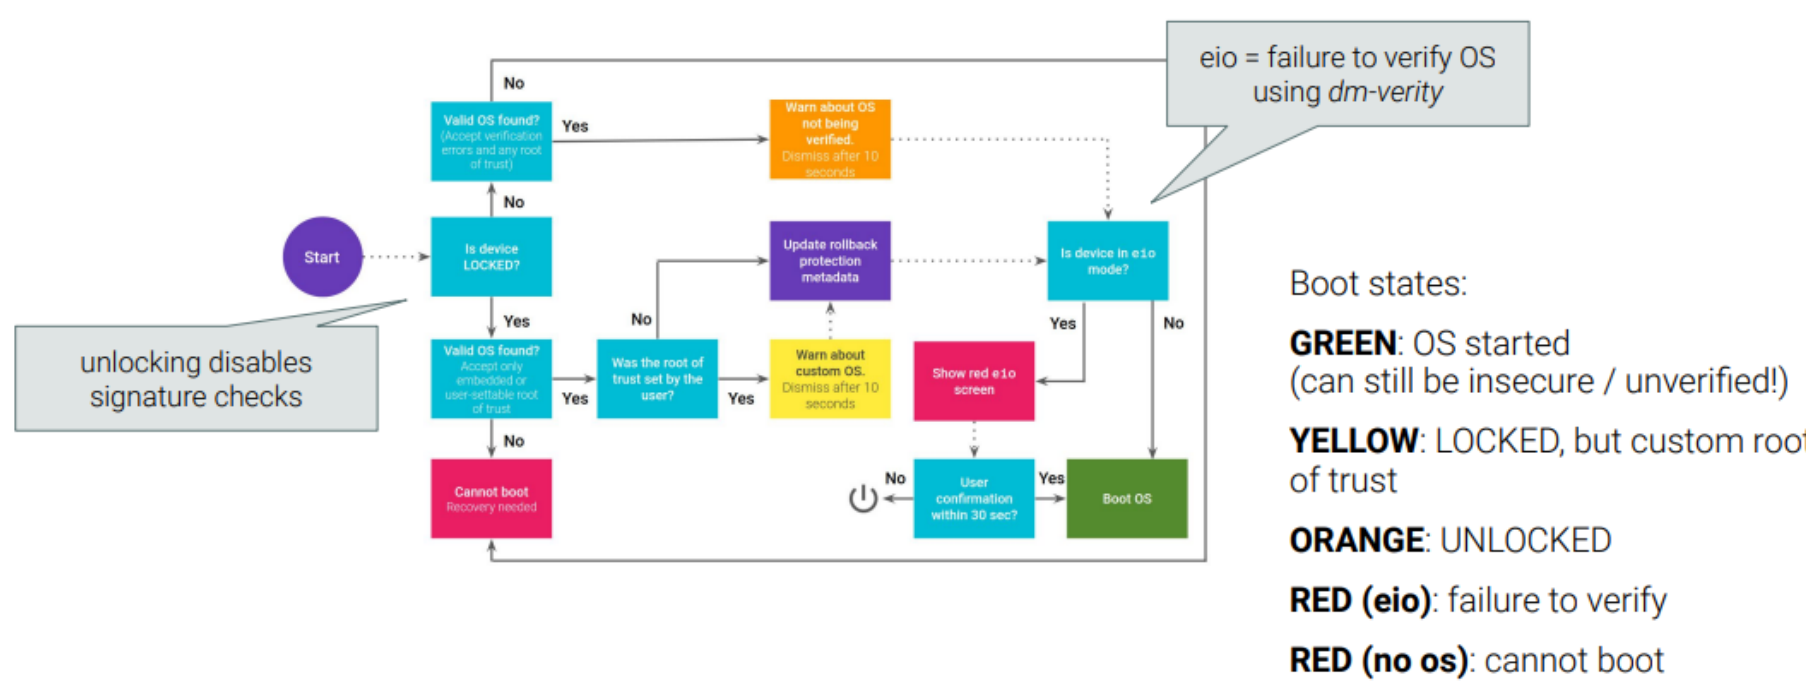 eio = failure to verify OS
using dm-verity
No
Valid OS found?
(Accept verification
errors and any root
of trust)
Yes
Warn about OS
not being
verified.
Dismiss after 10
seconds
No
Start
Is device
LOCKED?
Update rollback
protection
metadata
Is device in eio
mode?
Yes
No
Yes
No
unlocking disables
signature checks
Valid OS found?
Accept only
embedded or
user-settable root
of trust
Yes
Was the root of
trust set by the
user?
Yes
Warn about
custom OS.
Dismiss after 10
seconds
Show red eio
screen
No
Cannot boot
Recovery needed
No
User
confirmation
within 30 sec?
Yes
Boot OS
Boot states:
GREEN: OS started
(can still be insecure / unverified!)
YELLOW: LOCKED, but custom root
of trust
ORANGE: UNLOCKED
RED (eio): failure to verify
RED (no os): cannot boot